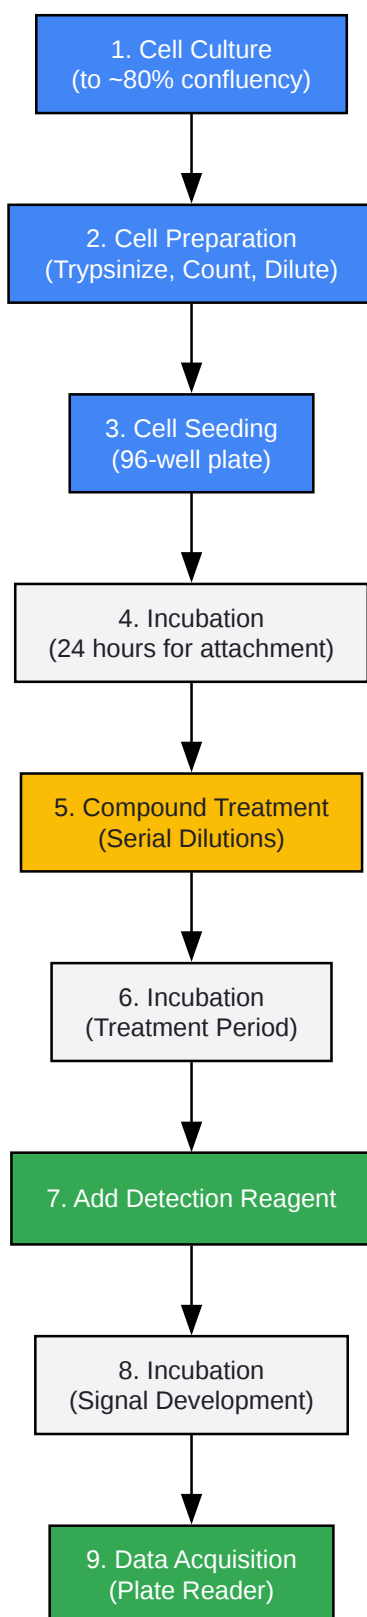 1. Cell Culture
(to ~80% confluency)
2. Cell Preparation
(Trypsinize, Count, Dilute)
3. Cell Seeding
(96-well plate)
4. Incubation
(24 hours for attachment)
5. Compound Treatment
(Serial Dilutions)
6. Incubation
(Treatment Period)
7. Add Detection Reagent
8. Incubation
(Signal Development)
9. Data Acquisition
(Plate Reader)